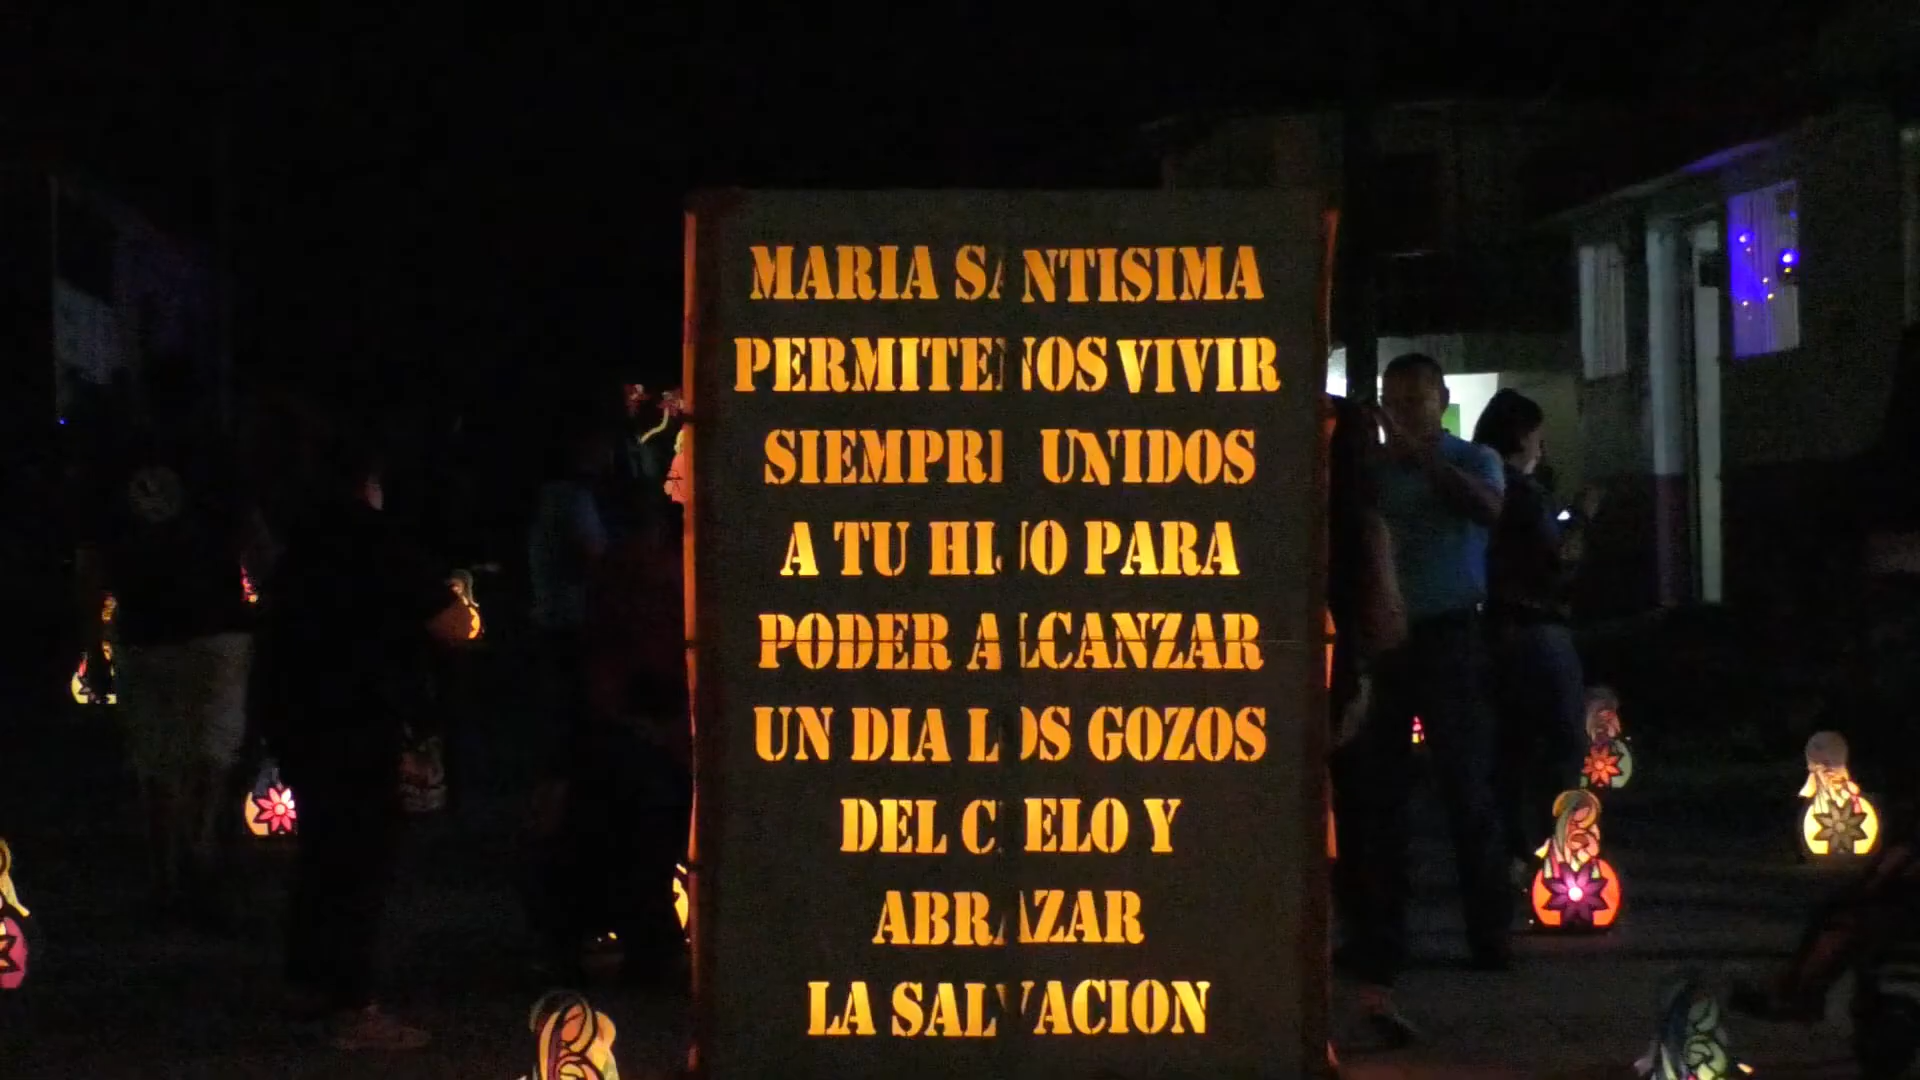 MARIA SANTISIMA
PERMITENOS VIVIR
SIEMPRE UNIDOS
A TU HIJO PARA
PODER ALCANZAR
UN DIA LOS GOZOS
DEL CIELO Y
ABRAZAR
LA SALVACION